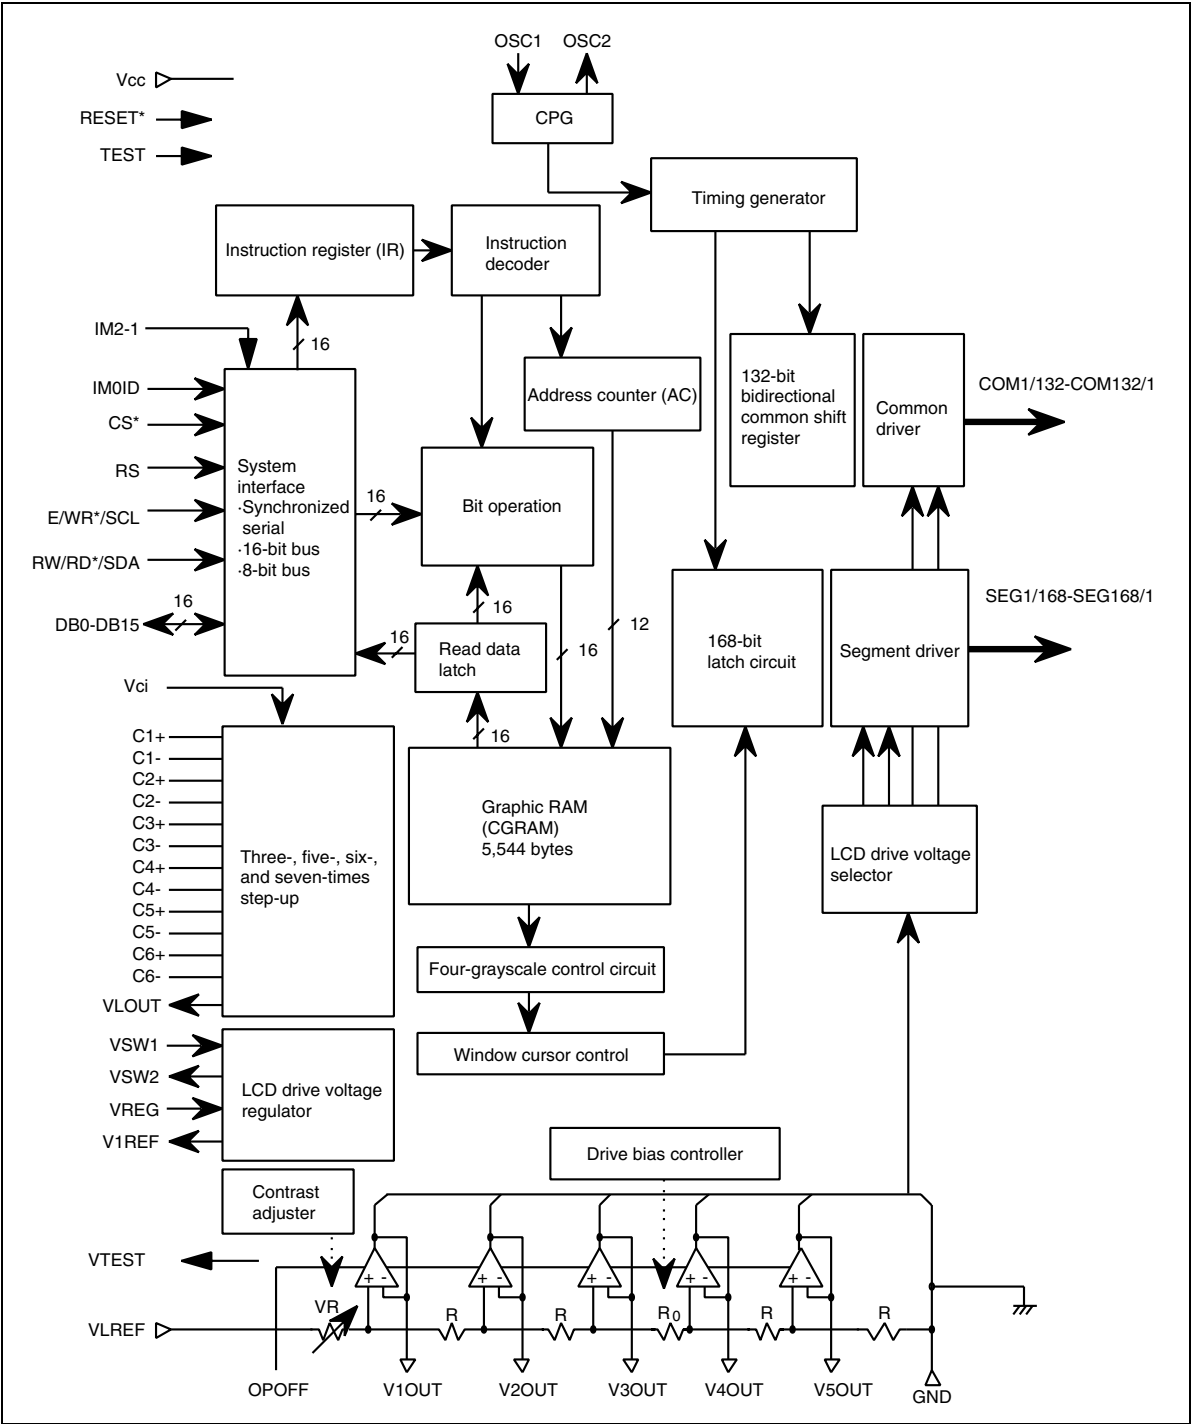 OSC1 OSC2
Vcc
RESET*
TEST
CPG
Timing generator
Instruction register (IR)
Instruction
decoder
IM2-1
16
IM0ID
CS*
RS
E/WR*/SCL
RW/RD*/SDA
16
DB0-DB15
System
interface
·Synchronized
serial
·16-bit bus
·8-bit bus
16
Address counter (AC)
Bit operation
132-bit
bidirectional
common shift
register
Common
driver
COM1/132-COM132/1
16
16
Read data
latch
16
12
16
168-bit
latch circuit
Segment driver
SEG1/168-SEG168/1
Vci
C1+
C1-
C2+
C2-
C3+
C3-
C4+
C4-
C5+
C5-
C6+
C6-
VLOUT
Three-, five-, six-,
and seven-times
step-up
Graphic RAM
(CGRAM)
5,544 bytes
LCD drive voltage
selector
Four-grayscale control circuit
Window cursor control
VSW1
VSW2
VREG
V1REF
LCD drive voltage
regulator
Drive bias controller
Contrast
adjuster
VTEST
+ - + - + - + - + -
VR R R R0 R R
VLREF
OPOFF V1OUT V2OUT V3OUT V4OUT V5OUT GND